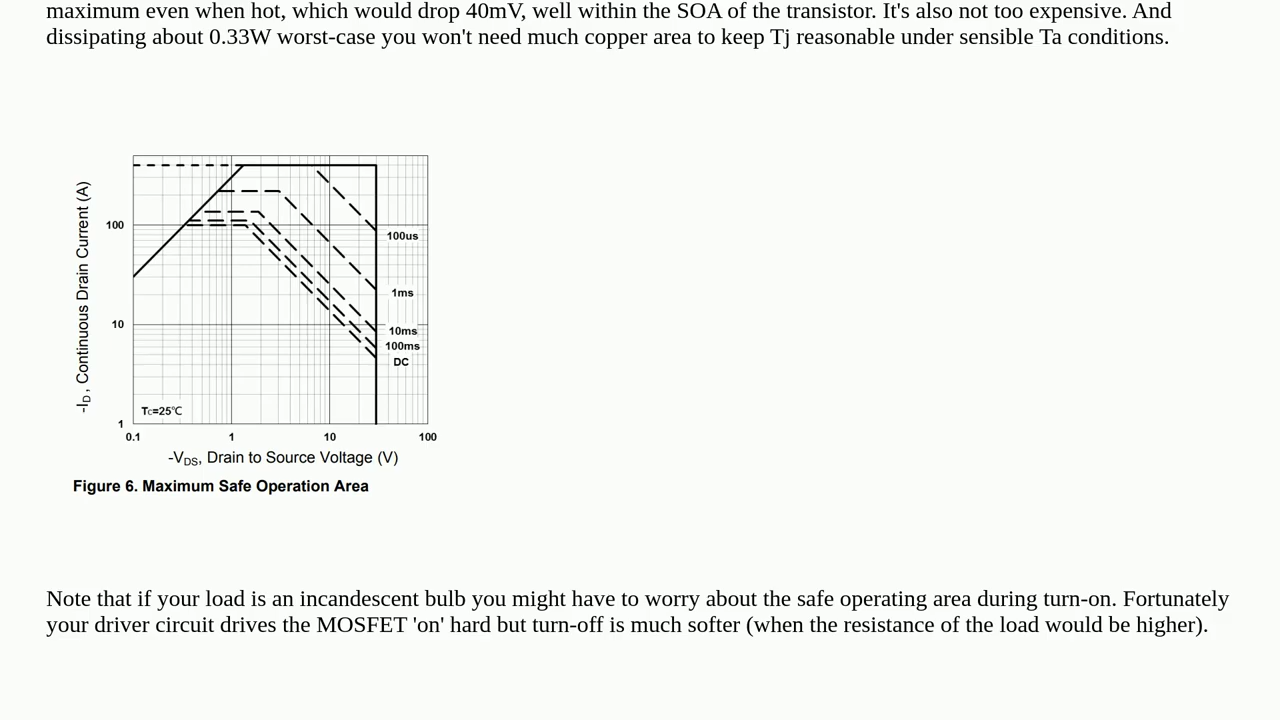 maximum even when hot, which would drop 40mV, well within the SOA of the transistor. It's also not too expensive. And
dissipating about 0.33W worst-case you won't need much copper area to keep Tj reasonable under sensible Ta conditions.
-ID, Continuous Drain Current (A)
100
10
1
100us
1ms
10ms
100ms
DC
Tc=25℃
0.1 1 10 100
-VDS, Drain to Source Voltage (V)
Figure 6. Maximum Safe Operation Area
Note that if your load is an incandescent bulb you might have to worry about the safe operating area during turn-on. Fortunately
your driver circuit drives the MOSFET 'on' hard but turn-off is much softer (when the resistance of the load would be higher).